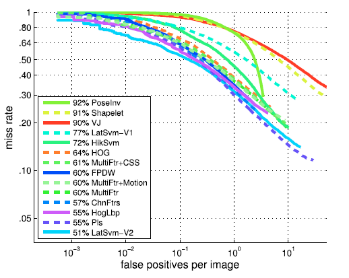 1
.80
.64
.50
.40
.30
.20
.10
.05
miss rate
92% PoseInv
91% Shapelet
90% VJ
77% LatSvm-V1
72% HikSvm
64% HOG
61% MultiFtr+CSS
60% FPDW
60% MultiFtr+Motion
60% MultiFtr
57% ChnFtrs
55% HogLbp
55% Pls
51% LatSvm-V2
10⁻³ 10⁻² 10⁻¹ 10⁰ 10¹
false positives per image